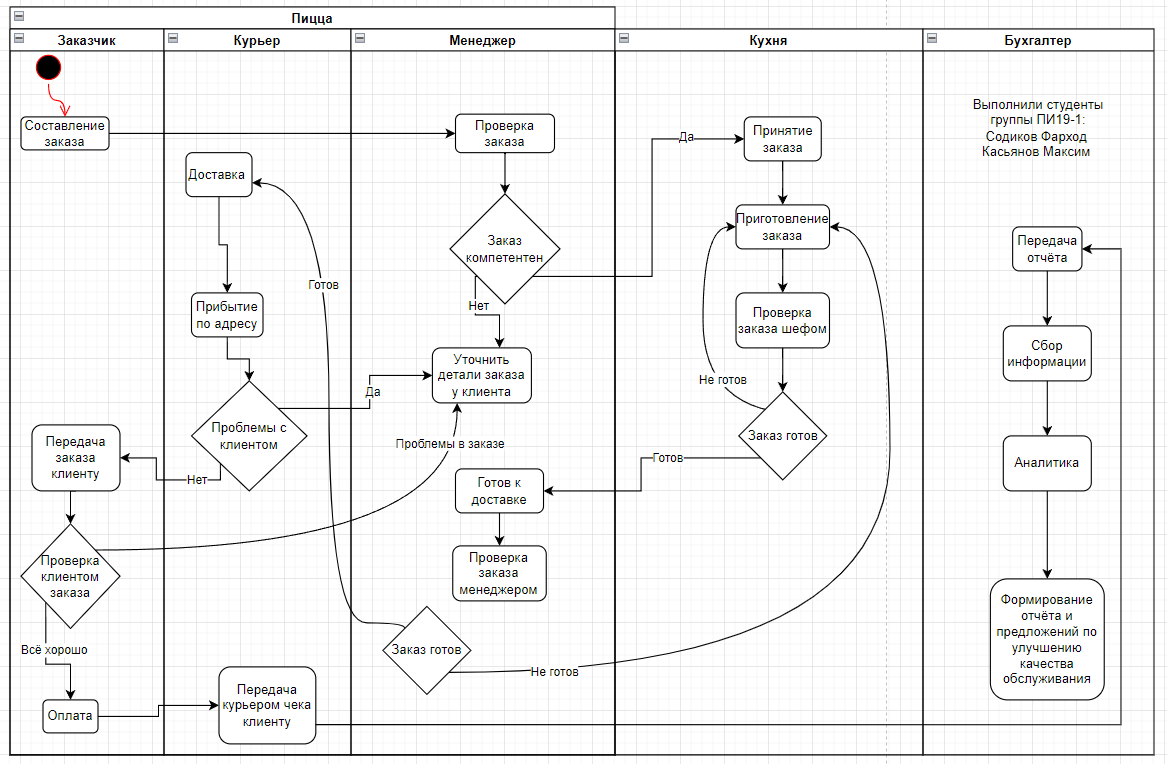 Пицца
Заказчик
Курьер
Менеджер
Кухня
Бухгалтер
Составление
заказа
Проверка
заказа
Да
Принятие
заказа
Выполнили студенты
группы ПИ19-1:
Содиков Фарход
Касьянов Максим
Доставка
Заказ
компетентен
Приготовление
заказа
Передача
отчёта
Готов
Нет
Прибытие
по адресу
Проверка
заказа шефом
Уточнить
детали заказа
у клиента
Сбор
информации
Да
Не готов
Проблемы с
клиентом
Проблемы в заказе
Заказ готов
Передача
заказа
клиенту
Нет
Готов
Аналитика
Готов к
доставке
Проверка
клиентом
заказа
Проверка
заказа
менеджером
Всё хорошо
Заказ готов
Не готов
Формирование
отчёта и
предложений по
улучшению
качества
обслуживания
Оплата
Передача
курьером чека
клиенту